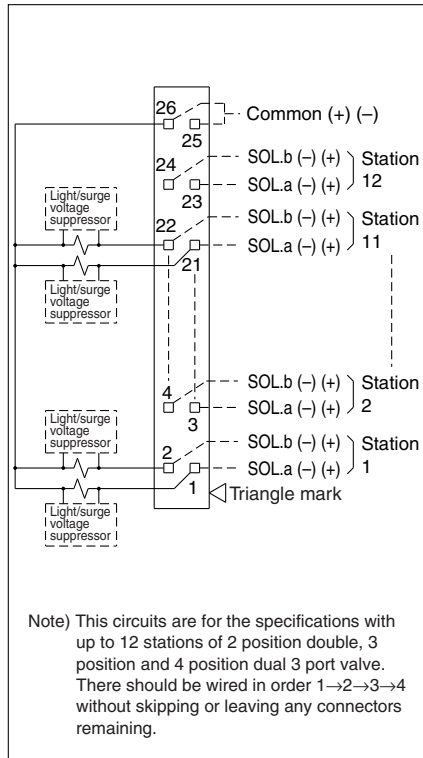 26
Common (+) (–)
25
24
SOL.b (–) (+)
Station
12
SOL.a (–) (+)
23
Light/surge
voltage
suppressor
22
SOL.b (–) (+)
Station
11
SOL.a (–) (+)
21
Light/surge
voltage
suppressor
4
SOL.b (–) (+)
Station
2
SOL.a (–) (+)
3
Light/surge
voltage
suppressor
2
SOL.b (–) (+)
Station
1
SOL.a (–) (+)
1
Triangle mark
Light/surge
voltage
suppressor
Note) This circuits are for the specifications with
up to 12 stations of 2 position double, 3
position and 4 position dual 3 port valve.
There should be wired in order 1→2→3→4
without skipping or leaving any connectors
remaining.